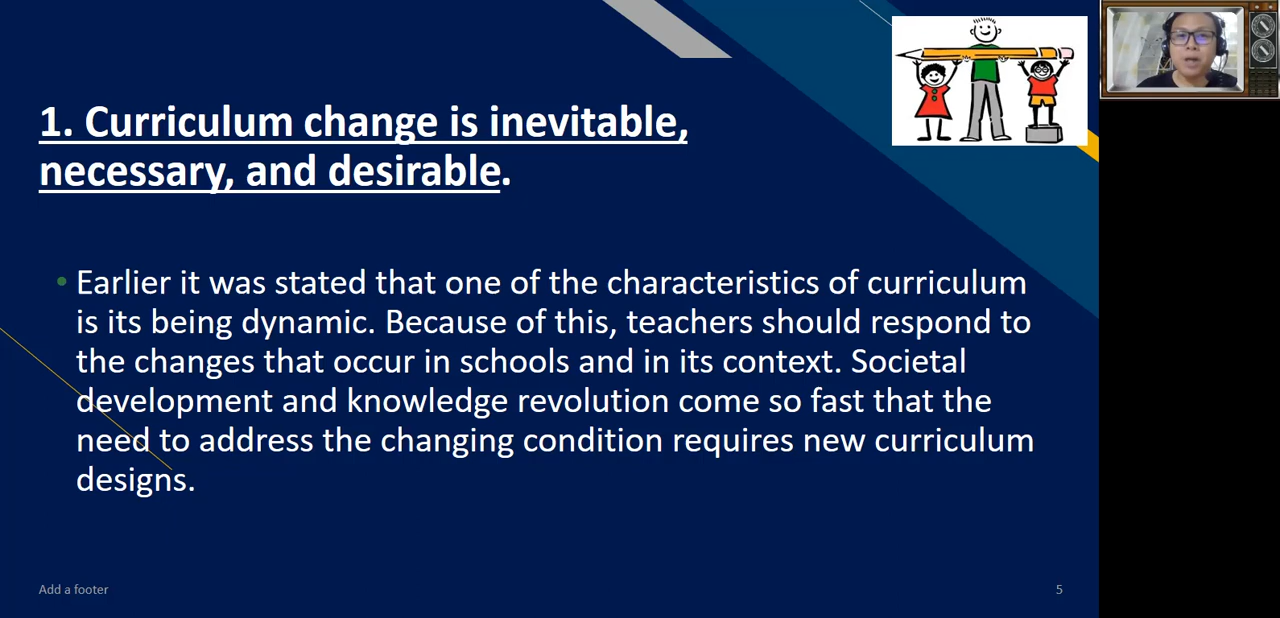 1. Curriculum change is inevitable,
necessary, and desirable.
• Earlier it was stated that one of the characteristics of curriculum
is its being dynamic. Because of this, teachers should respond to
the changes that occur in schools and in its context. Societal
development and knowledge revolution come so fast that the
need to address the changing condition requires new curriculum
designs.
Add a footer
5